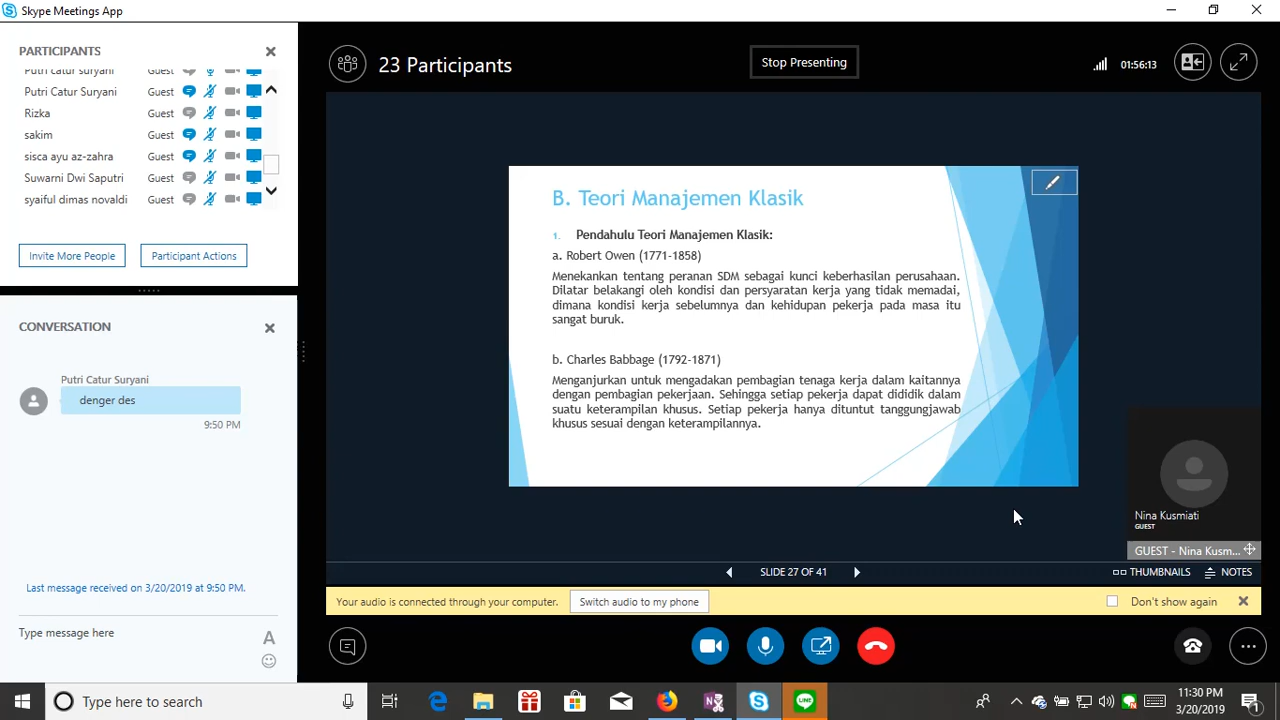 Skype Meetings App
PARTICIPANTS
Putri catur suryani Guest
Putri Catur Suryani Guest
Rizka Guest
sakim Guest
sisca ayu az-zahra Guest
Suwarni Dwi Saputri Guest
syaiful dimas novaldi Guest
Invite More People Participant Actions
CONVERSATION
Putri Catur Suryani
denger des
9:50 PM
Last message received on 3/20/2019 at 9:50 PM.
Type message here
A
23 Participants
Stop Presenting
01:56:13
B. Teori Manajemen Klasik
1. Pendahulu Teori Manajemen Klasik:
a. Robert Owen (1771-1858)
Menekankan tentang peranan SDM sebagai kunci keberhasilan perusahaan.
Dilatar belakangi oleh kondisi dan persyaratan kerja yang tidak memadai,
dimana kondisi kerja sebelumnya dan kehidupan pekerja pada masa itu
sangat buruk.
b. Charles Babbage (1792-1871)
Menganjurkan untuk mengadakan pembagian tenaga kerja dalam kaitannya
dengan pembagian pekerjaan. Sehingga setiap pekerja dapat dididik dalam
suatu keterampilan khusus. Setiap pekerja hanya dituntut tanggungjawab
khusus sesuai dengan keterampilannya.
Nina Kusmiati
GUEST
GUEST - Nina Kusm...
SLIDE 27 OF 41
THUMBNAILS NOTES
Your audio is connected through your computer. Switch audio to my phone Don't show again
Type here to search
11:30 PM
3/20/2019